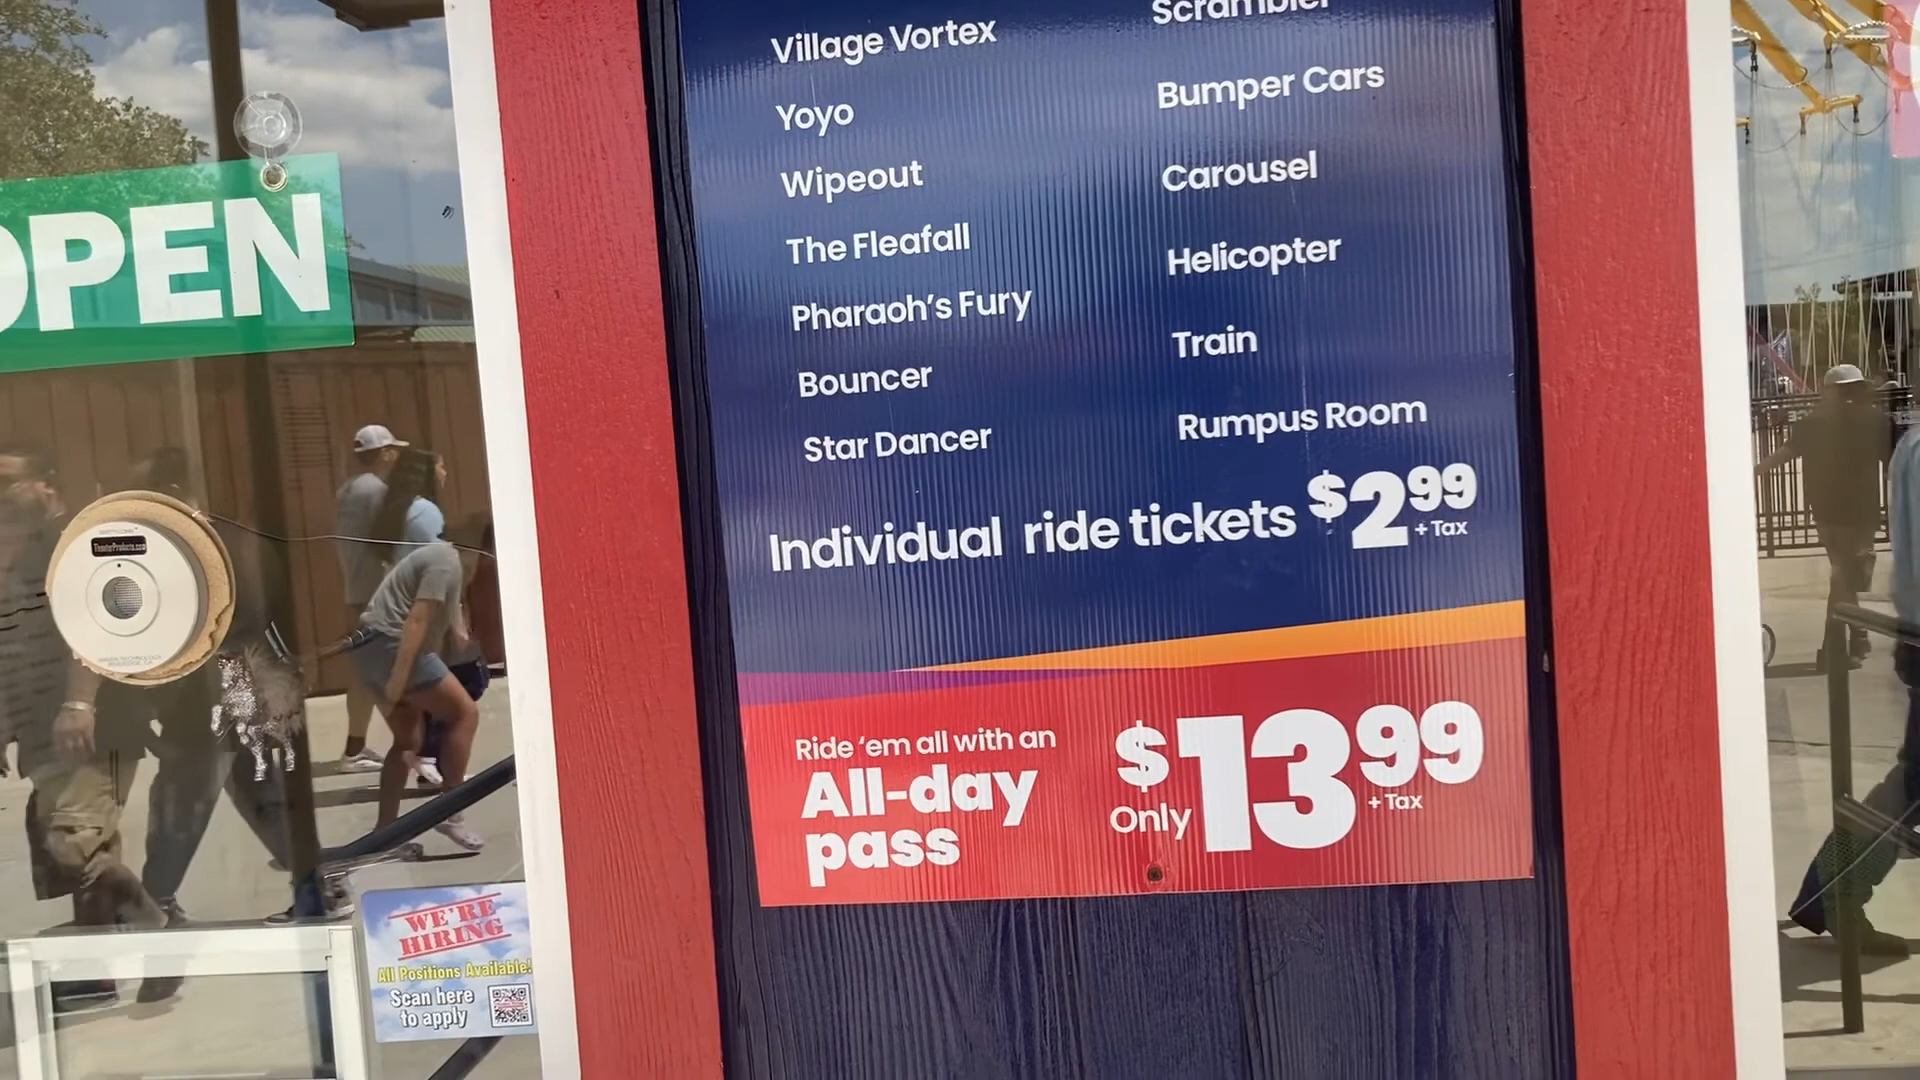 OPEN
Village Vortex
Yoyo
Wipeout
The Fleafall
Pharaoh's Fury
Bouncer
Star Dancer
Scrambler
Bumper Cars
Carousel
Helicopter
Train
Rumpus Room
Individual ride tickets $2.99 + Tax
Ride 'em all with an
All-day
pass
Only $13.99 + Tax
WE'RE
HIRING
All Positions Available!
Scan here
to apply